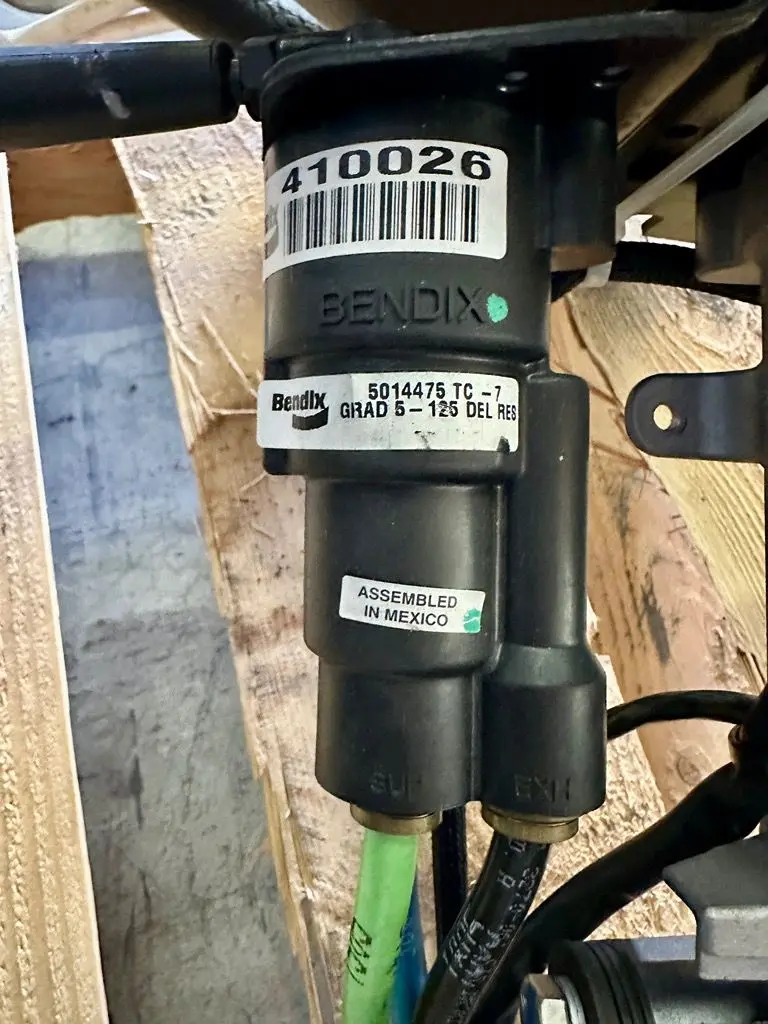 410026
BENDIX
Bendix
5014475 TC -7
GRAD 5-125 DEL RES
ASSEMBLED
IN MEXICO
SUP
EXH